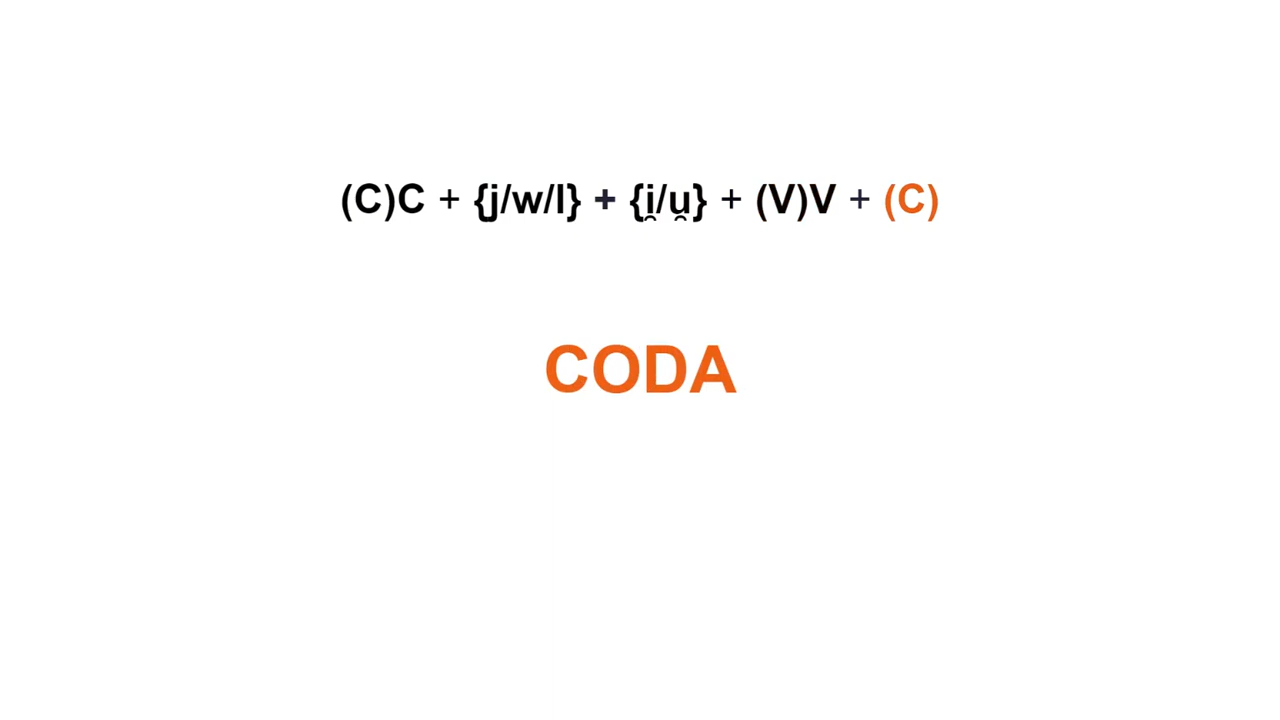 (C)C + {j/w/l} + {i̯/u̯} + (V)V + (C)
CODA